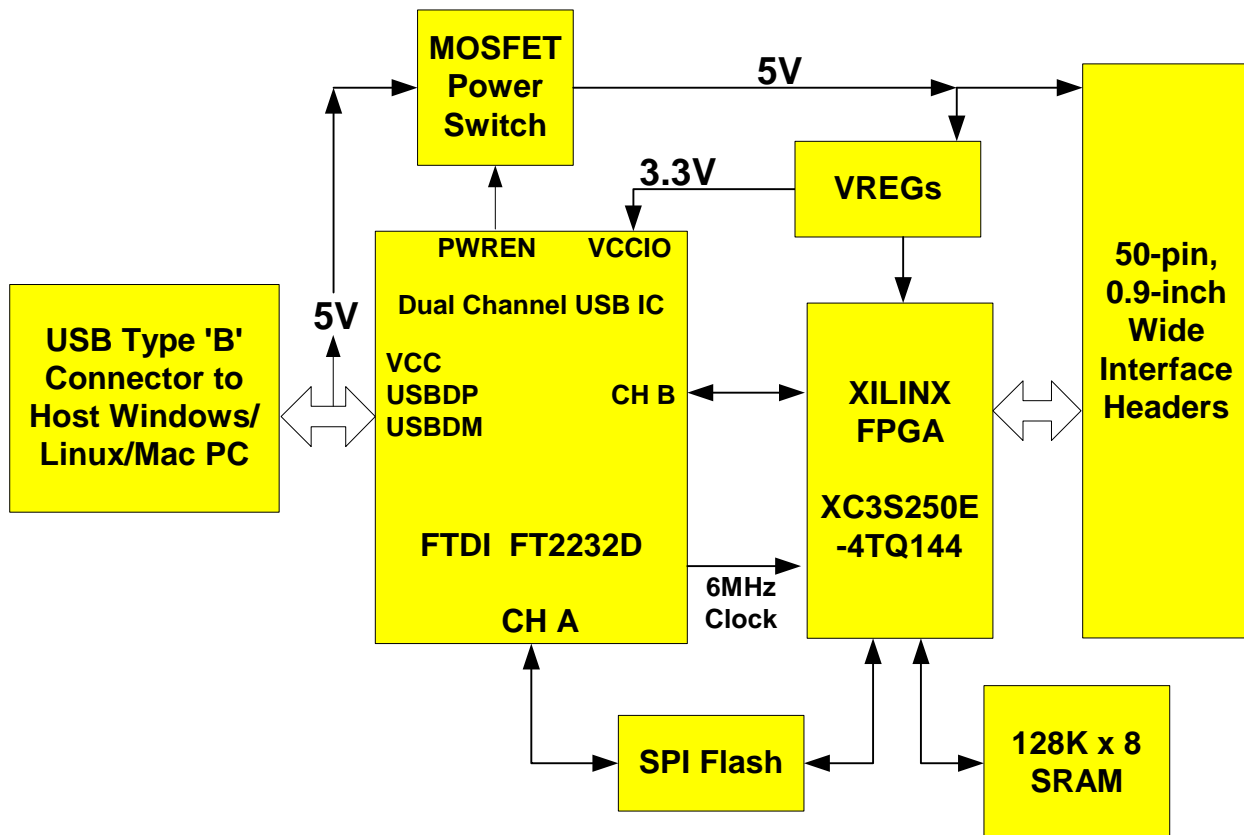 MOSFET
Power
Switch
5V
3.3V
VREGs
5V
USB Type 'B'
Connector to
Host Windows/
Linux/Mac PC
PWREN
VCCIO
Dual Channel USB IC
VCC
USBDP
USBDM
CH B
FTDI FT2232D
CH A
6MHz
Clock
XILINX
FPGA
XC3S250E
-4TQ144
50-pin,
0.9-inch
Wide
Interface
Headers
SPI Flash
128K x 8
SRAM